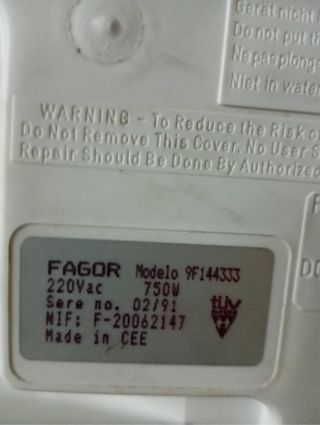 Gerät nicht
Do not put th
Ne pas plonge
Niet in water
WARNING - To Reduce the Risk o
Do Not Remove This Cover. No User S
Repair Should Be Done By Authorized
FAGOR Modelo 9F144333
220Vac 750W
Sere no. 02/91
NIF: F-20062147
Made in CEE
tüv
DO